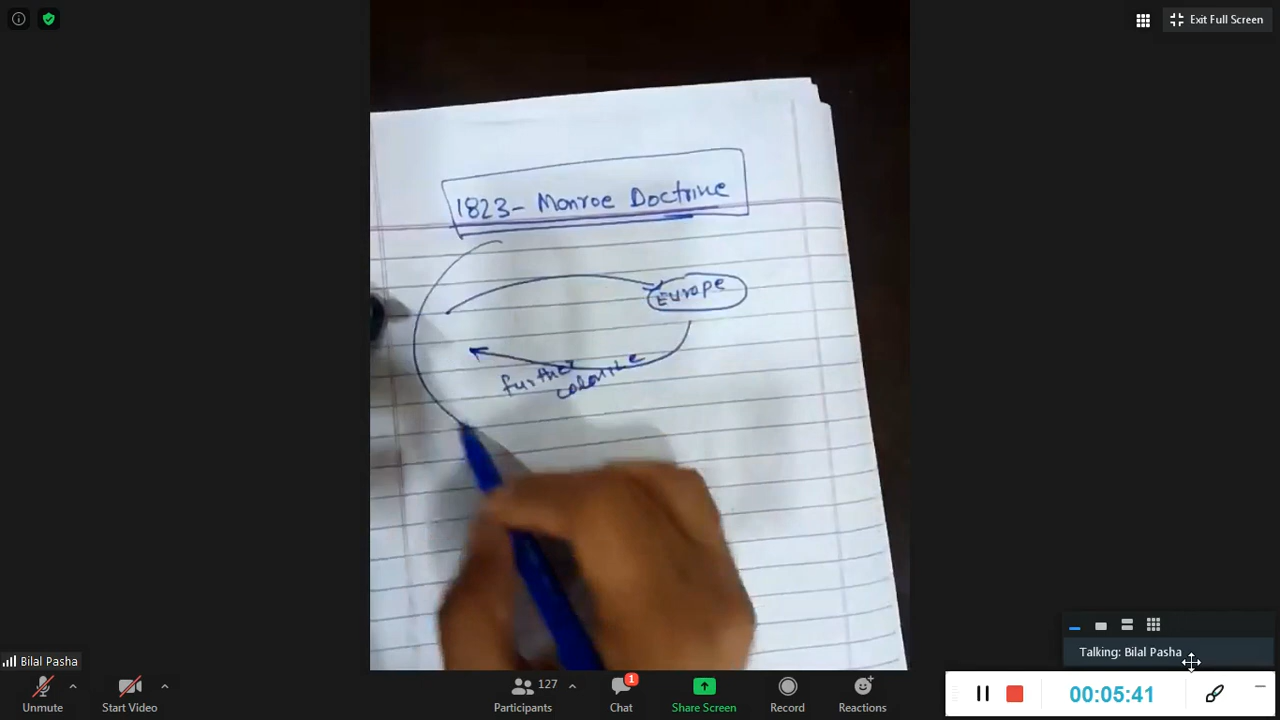 Exit Full Screen
1823- Monroe Doctrine
Europe
further
colonize
Talking: Bilal Pasha
Bilal Pasha
Unmute
Start Video
127
Participants
1
Chat
Share Screen
Record
Reactions
00:05:41